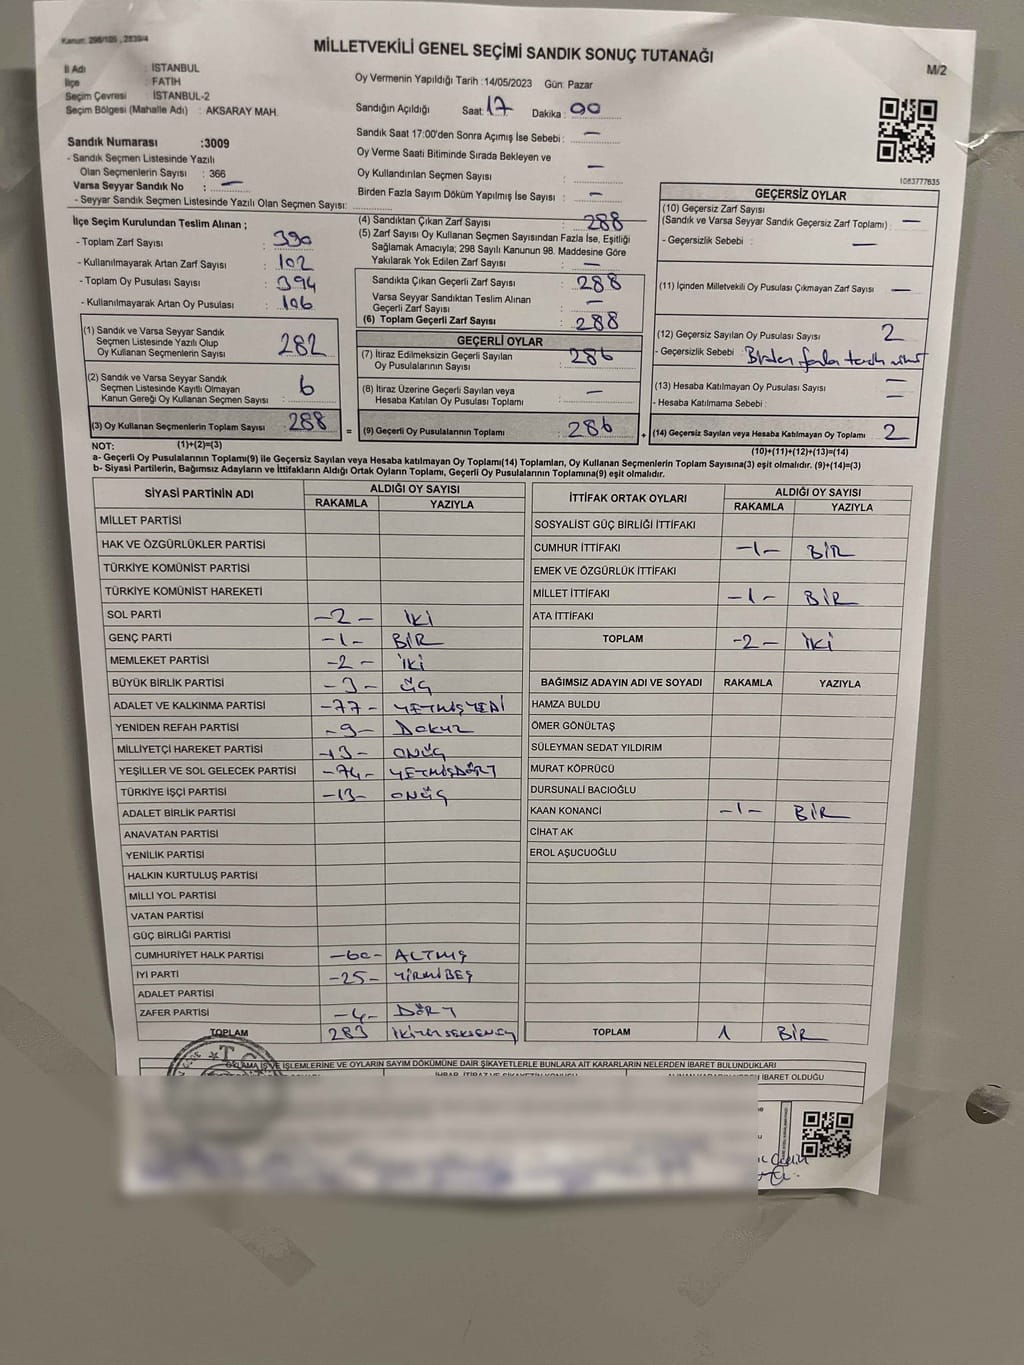 Kanun: 298/105 , 2839/4
MİLLETVEKİLİ GENEL SEÇİMİ SANDIK SONUÇ TUTANAĞI
M/2
İl Adı : İSTANBUL
İlçe : FATİH
Seçim Çevresi : İSTANBUL-2
Seçim Bölgesi (Mahalle Adı) : AKSARAY MAH.
Oy Vermenin Yapıldığı Tarih : 14/05/2023 Gün: Pazar
Sandığın Açıldığı Saat: 17 Dakika : 00
Sandık Saat 17:00'den Sonra Açımış İse Sebebi : —
Oy Verme Saati Bitiminde Sırada Bekleyen ve
Oy Kullandırılan Seçmen Sayısı : —
Birden Fazla Sayım Döküm Yapılmış İse Sayısı : —
1083777635
Sandık Numarası : 3009
- Sandık Seçmen Listesinde Yazılı
Olan Seçmenlerin Sayısı : 366
Varsa Seyyar Sandık No : —
- Seyyar Sandık Seçmen Listesinde Yazılı Olan Seçmen Sayısı:
İlçe Seçim Kurulundan Teslim Alınan ;
- Toplam Zarf Sayısı : 390
- Kullanılmayarak Artan Zarf Sayısı : 102
- Toplam Oy Pusulası Sayısı : 394
- Kullanılmayarak Artan Oy Pusulası : 106
(1) Sandık ve Varsa Seyyar Sandık
Seçmen Listesinde Yazılı Olup
Oy Kullanan Seçmenlerin Sayısı : 282
(2) Sandık ve Varsa Seyyar Sandık
Seçmen Listesinde Kayıtlı Olmayan
Kanun Gereği Oy Kullanan Seçmen Sayısı : 6
(3) Oy Kullanan Seçmenlerin Toplam Sayısı : 288
(4) Sandıktan Çıkan Zarf Sayısı : 288
(5) Zarf Sayısı Oy Kullanan Seçmen Sayısından Fazla İse, Eşitliği
Sağlamak Amacıyla; 298 Sayılı Kanunun 98. Maddesine Göre
Yakılarak Yok Edilen Zarf Sayısı : —
Sandıkta Çıkan Geçerli Zarf Sayısı : 288
Varsa Seyyar Sandıktan Teslim Alınan
Geçerli Zarf Sayısı : —
(6) Toplam Geçerli Zarf Sayısı : 288
GEÇERLİ OYLAR
(7) İtiraz Edilmeksizin Geçerli Sayılan
Oy Pusulalarının Sayısı : 286
(8) İtiraz Üzerine Geçerli Sayılan veya
Hesaba Katılan Oy Pusulası Toplamı : —
= (9) Geçerli Oy Pusulalarının Toplamı : 286
GEÇERSİZ OYLAR
(10) Geçersiz Zarf Sayısı
(Sandık ve Varsa Seyyar Sandık Geçersiz Zarf Toplamı) : —
- Geçersizlik Sebebi : —
(11) İçinden Milletvekili Oy Pusulası Çıkmayan Zarf Sayısı : —
(12) Geçersiz Sayılan Oy Pusulası Sayısı : 2
- Geçersizlik Sebebi : Birden fazla tercih
(13) Hesaba Katılmayan Oy Pusulası Sayısı : —
- Hesaba Katılmama Sebebi : —
+ (14) Geçersiz Sayılan veya Hesaba Katılmayan Oy Toplamı : 2
NOT: (1)+(2)=(3)
(10)+(11)+(12)+(13)=(14)
a- Geçerli Oy Pusulalarının Toplamı(9) ile Geçersiz Sayılan veya Hesaba katılmayan Oy Toplamı(14) Toplamları, Oy Kullanan Seçmenlerin Toplam Sayısına(3) eşit olmalıdır. (9)+(14)=(3)
b- Siyasi Partilerin, Bağımsız Adayların ve İttifakların Aldığı Ortak Oyların Toplamı, Geçerli Oy Pusulalarının Toplamına(9) eşit olmalıdır.
SİYASİ PARTİNİN ADI ALDIĞI OY SAYISI
RAKAMLA YAZIYLA
MİLLET PARTİSİ
HAK VE ÖZGÜRLÜKLER PARTİSİ
TÜRKİYE KOMÜNİST PARTİSİ
TÜRKİYE KOMÜNİST HAREKETİ
SOL PARTİ -2- İKİ
GENÇ PARTİ -1- BİR
MEMLEKET PARTİSİ -2- İKİ
BÜYÜK BİRLİK PARTİSİ -3- ÜÇ
ADALET VE KALKINMA PARTİSİ -77- YETMİŞYEDİ
YENİDEN REFAH PARTİSİ -9- DOKUZ
MİLLİYETÇİ HAREKET PARTİSİ -13- ONÜÇ
YEŞİLLER VE SOL GELECEK PARTİSİ -74- YETMİŞDÖRT
TÜRKİYE İŞÇİ PARTİSİ -13- ONÜÇ
ADALET BİRLİK PARTİSİ
ANAVATAN PARTİSİ
YENİLİK PARTİSİ
HALKIN KURTULUŞ PARTİSİ
MİLLİ YOL PARTİSİ
VATAN PARTİSİ
GÜÇ BİRLİĞİ PARTİSİ
CUMHURİYET HALK PARTİSİ -60- ALTMIŞ
İYİ PARTİ -25- YİRMİBEŞ
ADALET PARTİSİ
ZAFER PARTİSİ -4- DÖRT
TOPLAM 283
İTTİFAK ORTAK OYLARI ALDIĞI OY SAYISI
RAKAMLA YAZIYLA
SOSYALİST GÜÇ BİRLİĞİ İTTİFAKI
CUMHUR İTTİFAKI -1- BİR
EMEK VE ÖZGÜRLÜK İTTİFAKI
MİLLET İTTİFAKI -1- BİR
ATA İTTİFAKI
TOPLAM -2- İKİ
BAĞIMSIZ ADAYIN ADI VE SOYADI RAKAMLA YAZIYLA
HAMZA BULDU
ÖMER GÖNÜLTAŞ
SÜLEYMAN SEDAT YILDIRIM
MURAT KÖPRÜCÜ
DURSUNALİ BACIOĞLU
KAAN KONANCİ -1- BİR
CİHAT AK
EROL AŞUCUOĞLU
TOPLAM 1 BİR
İŞLEMLERİNE VE OYLARIN SAYIM DÖKÜMÜNE DAİR ŞİKAYETLERLE BUNLARA AİT KARARLARIN NELERDEN İBARET BULUNDUKLARI
İBARET OLDUĞU